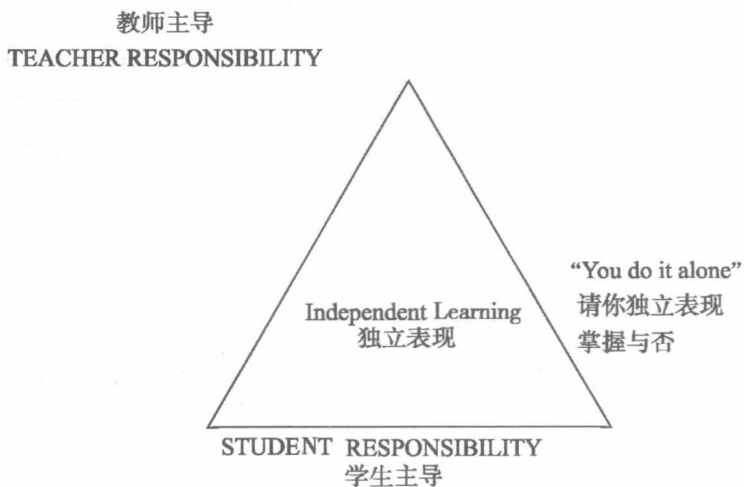 教师主导
TEACHER RESPONSIBILITY
“You do it alone”
请你独立表现
掌握与否
Independent Learning
独立表现
STUDENT RESPONSIBILITY
学生主导